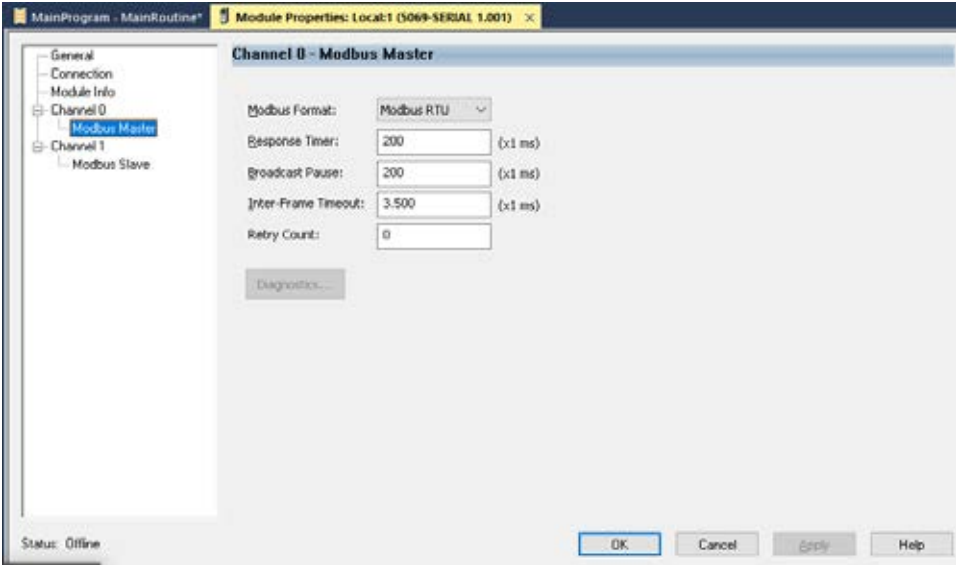 MainProgram - MainRoutine*
Module Properties: Local:1 (5069-SERIAL 1.001) ×
General
Connection
Module Info
Channel 0
Modbus Master
Channel 1
Modbus Slave
Channel 0 - Modbus Master
Modbus Format: Modbus RTU
Response Timer: 200 (x1 ms)
Broadcast Pause: 200 (x1 ms)
Inter-Frame Timeout: 3.500 (x1 ms)
Retry Count: 0
Diagnostics...
Status: Offline
OK Cancel Apply Help